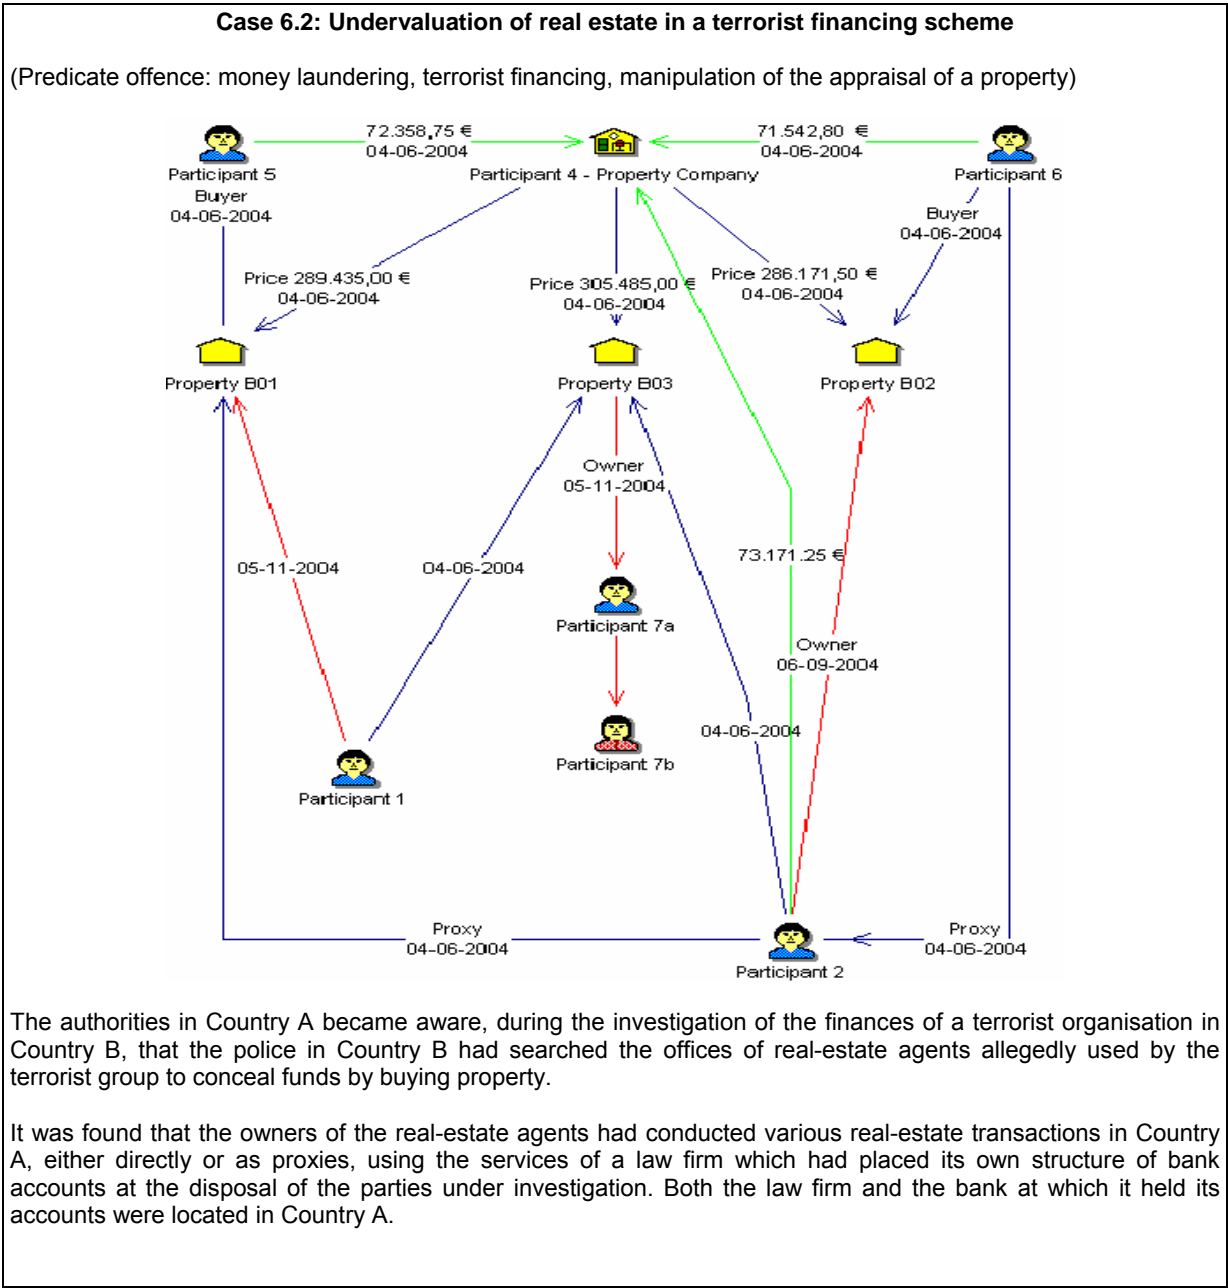 Case 6.2: Undervaluation of real estate in a terrorist financing scheme
(Predicate offence: money laundering, terrorist financing, manipulation of the appraisal of a property)
72.358,75 €
04-06-2004
71.542,80 €
04-06-2004
Participant 5
Buyer
04-06-2004
Participant 4 - Property Company
Participant 6
Buyer
04-06-2004
Price 289.435,00 €
04-06-2004
Price 305.485,00 €
04-06-2004
Price 286.171,50 €
04-06-2004
Property B01
Property B03
Property B02
Owner
05-11-2004
05-11-2004
04-06-2004
73.171.25 €
Participant 7a
Owner
06-09-2004
04-06-2004
Participant 7b
Participant 1
Proxy
04-06-2004
Proxy
04-06-2004
Participant 2
The authorities in Country A became aware, during the investigation of the finances of a terrorist organisation in
Country B, that the police in Country B had searched the offices of real-estate agents allegedly used by the
terrorist group to conceal funds by buying property.
It was found that the owners of the real-estate agents had conducted various real-estate transactions in Country
A, either directly or as proxies, using the services of a law firm which had placed its own structure of bank
accounts at the disposal of the parties under investigation. Both the law firm and the bank at which it held its
accounts were located in Country A.